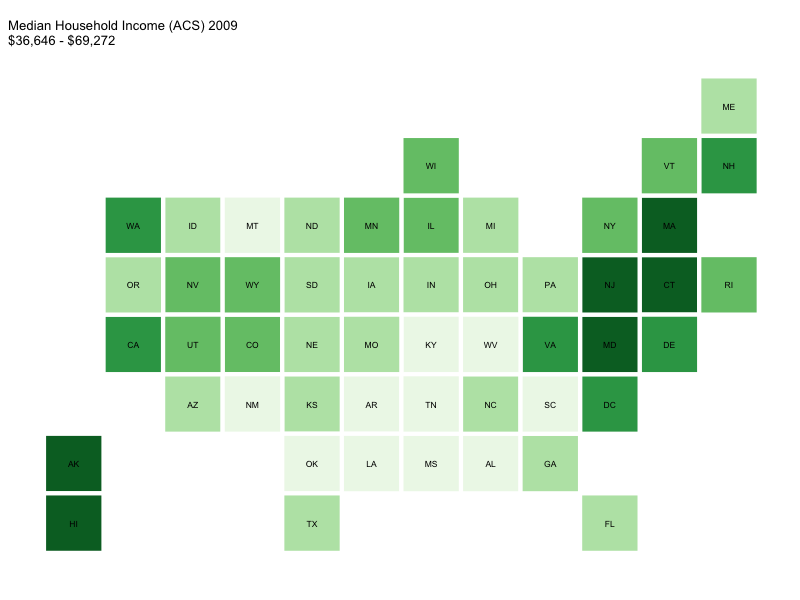 Median Household Income (ACS) 2009
$36,646 - $69,272
ME
WI VT NH
WA ID MT ND MN IL MI NY MA
OR NV WY SD IA IN OH PA NJ CT RI
CA UT CO NE MO KY WV VA MD DE
AZ NM KS AR TN NC SC DC
AK OK LA MS AL GA
HI TX FL